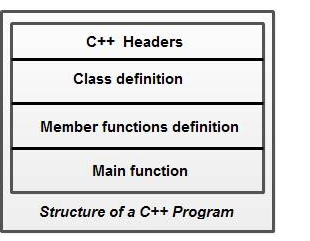 C++ Headers
Class definition
Member functions definition
Main function
Structure of a C++ Program